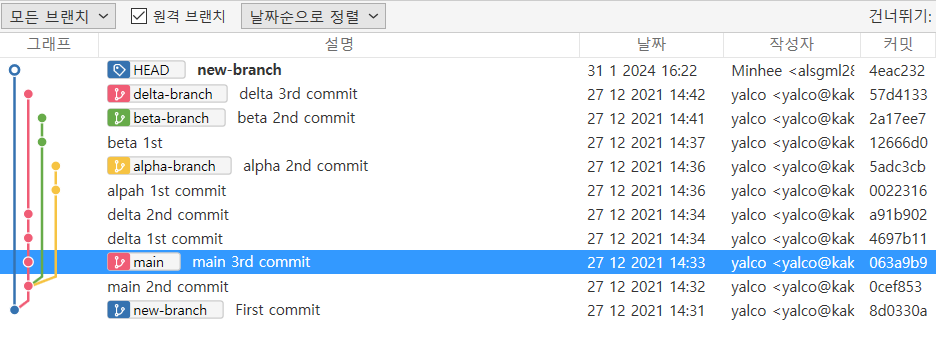 모든 브랜치 원격 브랜치 날짜순으로 정렬 건너뛰기:
그래프 설명 날짜 작성자 커밋
HEAD new-branch 31 1 2024 16:22 Minhee <alsgml28 4eac232
delta-branch delta 3rd commit 27 12 2021 14:42 yalco <yalco@kak 57d4133
beta-branch beta 2nd commit 27 12 2021 14:41 yalco <yalco@kak 2a17ee7
beta 1st 27 12 2021 14:37 yalco <yalco@kak 12666d0
alpha-branch alpha 2nd commit 27 12 2021 14:36 yalco <yalco@kak 5adc3cb
alpah 1st commit 27 12 2021 14:36 yalco <yalco@kak 0022316
delta 2nd commit 27 12 2021 14:34 yalco <yalco@kak a91b902
delta 1st commit 27 12 2021 14:34 yalco <yalco@kak 4697b11
main main 3rd commit 27 12 2021 14:33 yalco <yalco@kak 063a9b9
main 2nd commit 27 12 2021 14:32 yalco <yalco@kak 0cef853
new-branch First commit 27 12 2021 14:31 yalco <yalco@kak 8d0330a